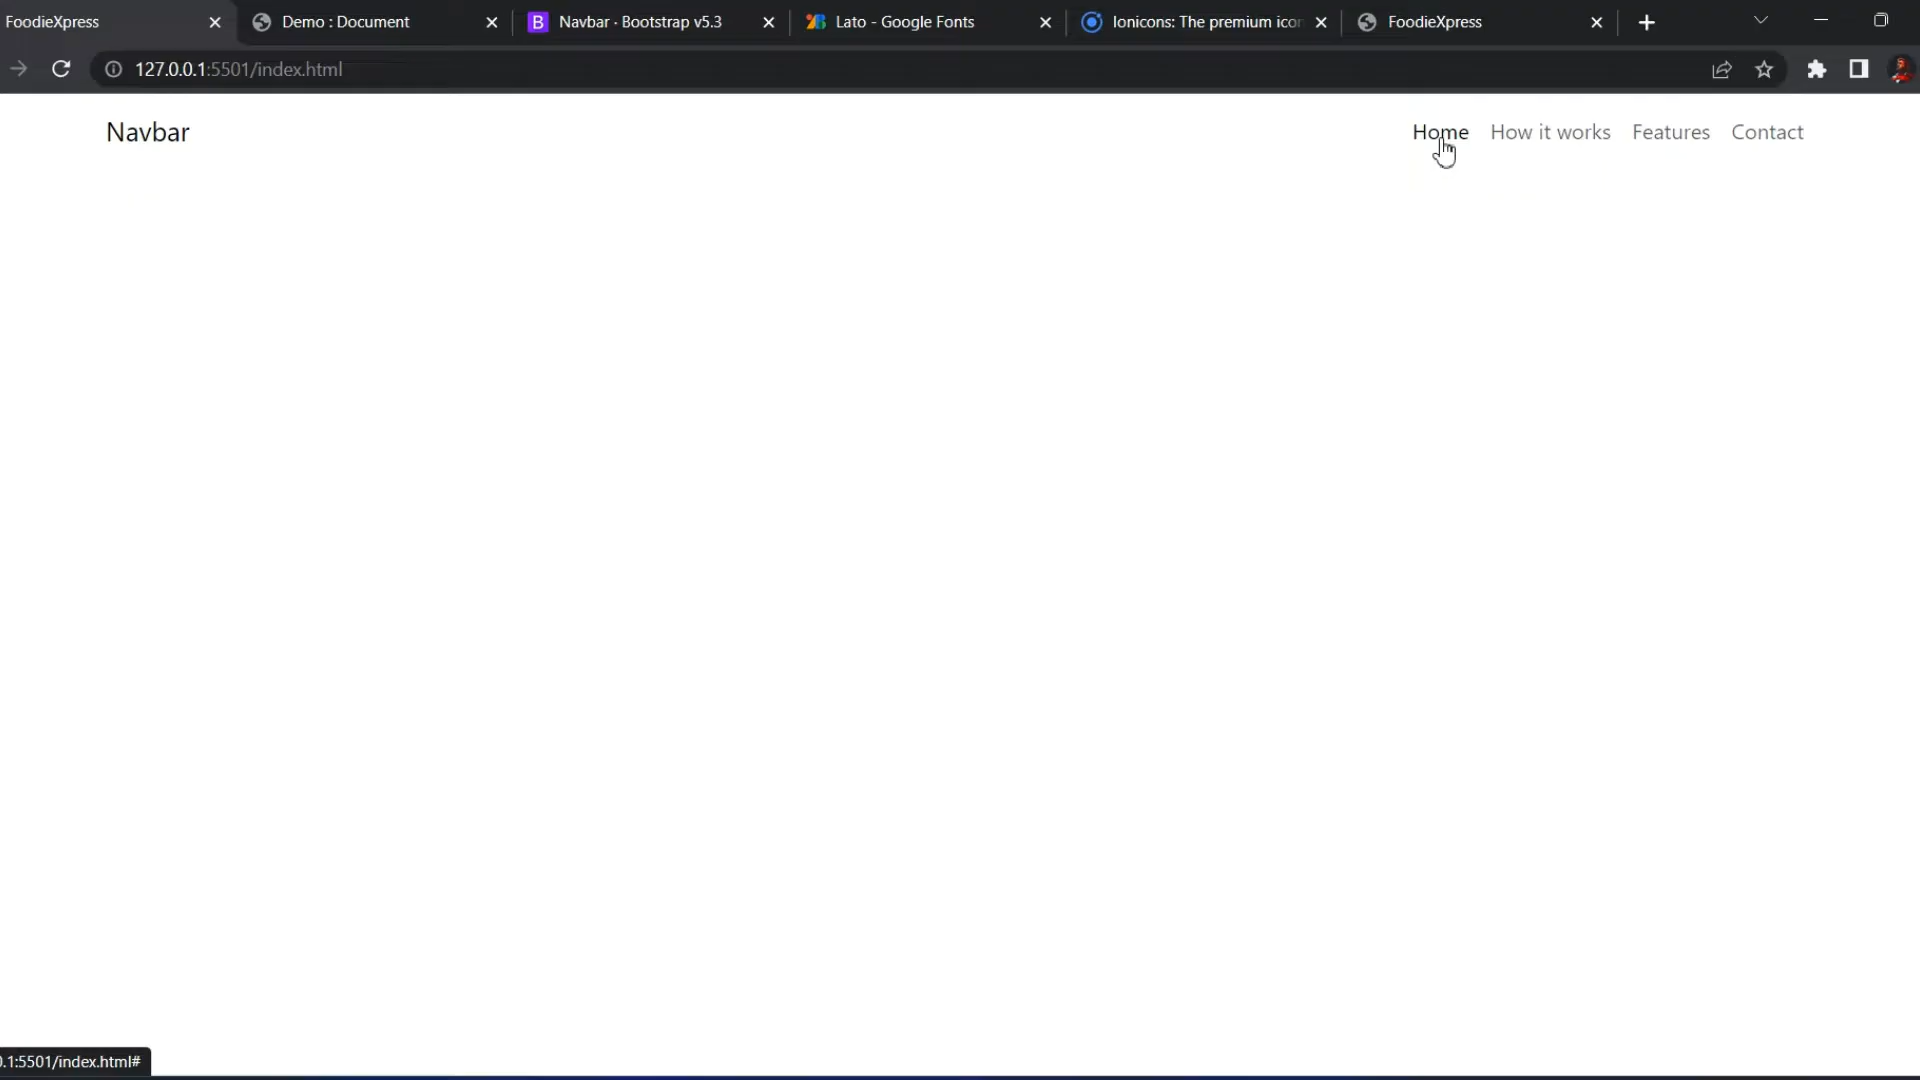 FoodieXpress
Demo : Document
Navbar · Bootstrap v5.3
Lato - Google Fonts
Ionicons: The premium icon
FoodieXpress
127.0.0.1:5501/index.html
Navbar
Home How it works Features Contact
0.1:5501/index.html#